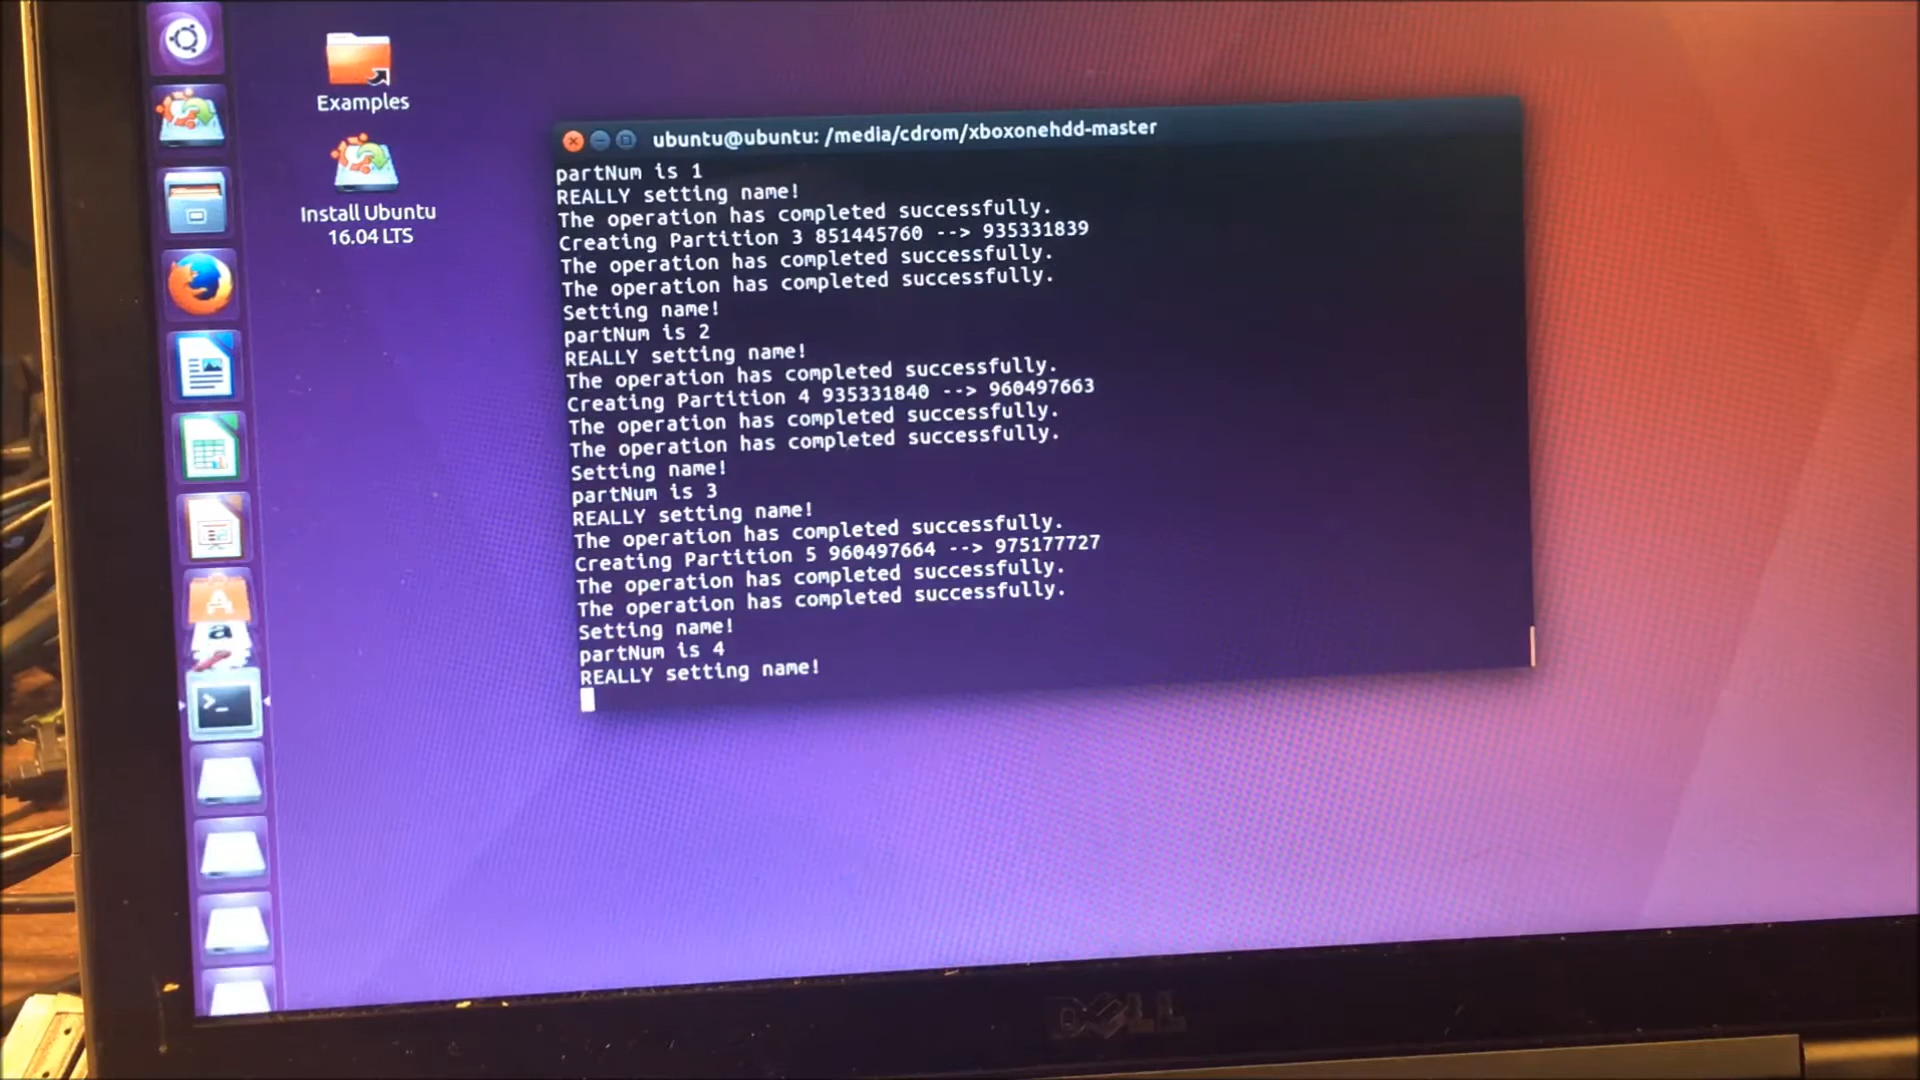 Examples
Install Ubuntu
16.04 LTS
ubuntu@ubuntu: /media/cdrom/xboxonehdd-master
partNum is 1
REALLY setting name!
The operation has completed successfully.
Creating Partition 3 851445760 --> 935331839
The operation has completed successfully.
The operation has completed successfully.
Setting name!
partNum is 2
REALLY setting name!
The operation has completed successfully.
Creating Partition 4 935331840 --> 960497663
The operation has completed successfully.
The operation has completed successfully.
Setting name!
partNum is 3
REALLY setting name!
The operation has completed successfully.
Creating Partition 5 960497664 --> 975177727
The operation has completed successfully.
The operation has completed successfully.
Setting name!
partNum is 4
REALLY setting name!
A
a
>_
DELL